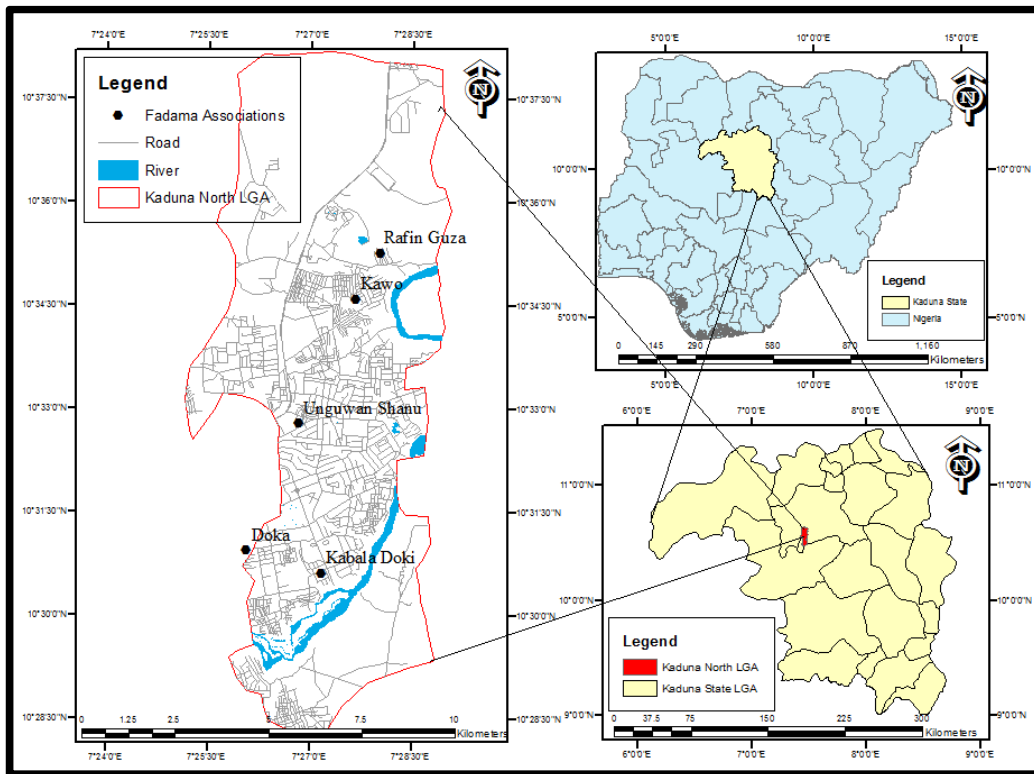 7°24'0"E 7°25'30"E 7°27'0"E 7°28'30"E
Legend
Fadama Associations
Road
River
Kaduna North LGA
N
10°37'30"N 10°37'30"N
10°36'0"N 10°36'0"N
Rafin Guza
Kawo
10°34'30"N 10°34'30"N
10°33'0"N 10°33'0"N
Unguwan Shanu
10°31'30"N 10°31'30"N
Doka
Kabala Doki
10°30'0"N 10°30'0"N
10°28'30"N 10°28'30"N
0 1.25 2.5 5 7.5 10
Kilometers
7°24'0"E 7°25'30"E 7°27'0"E 7°28'30"E
5°0'0"E 10°0'0"E 15°0'0"E
N
10°0'0"N 10°0'0"N
Legend
Kaduna State
Nigeria
5°0'0"N 5°0'0"N
0 145 290 580 870 1,160
Kilometers
5°0'0"E 10°0'0"E 15°0'0"E
6°0'0"E 7°0'0"E 8°0'0"E 9°0'0"E
N
11°0'0"N 11°0'0"N
10°0'0"N 10°0'0"N
Legend
Kaduna North LGA
Kaduna State LGA
9°0'0"N 9°0'0"N
0 37.5 75 150 225 300
Kilometers
6°0'0"E 7°0'0"E 8°0'0"E 9°0'0"E